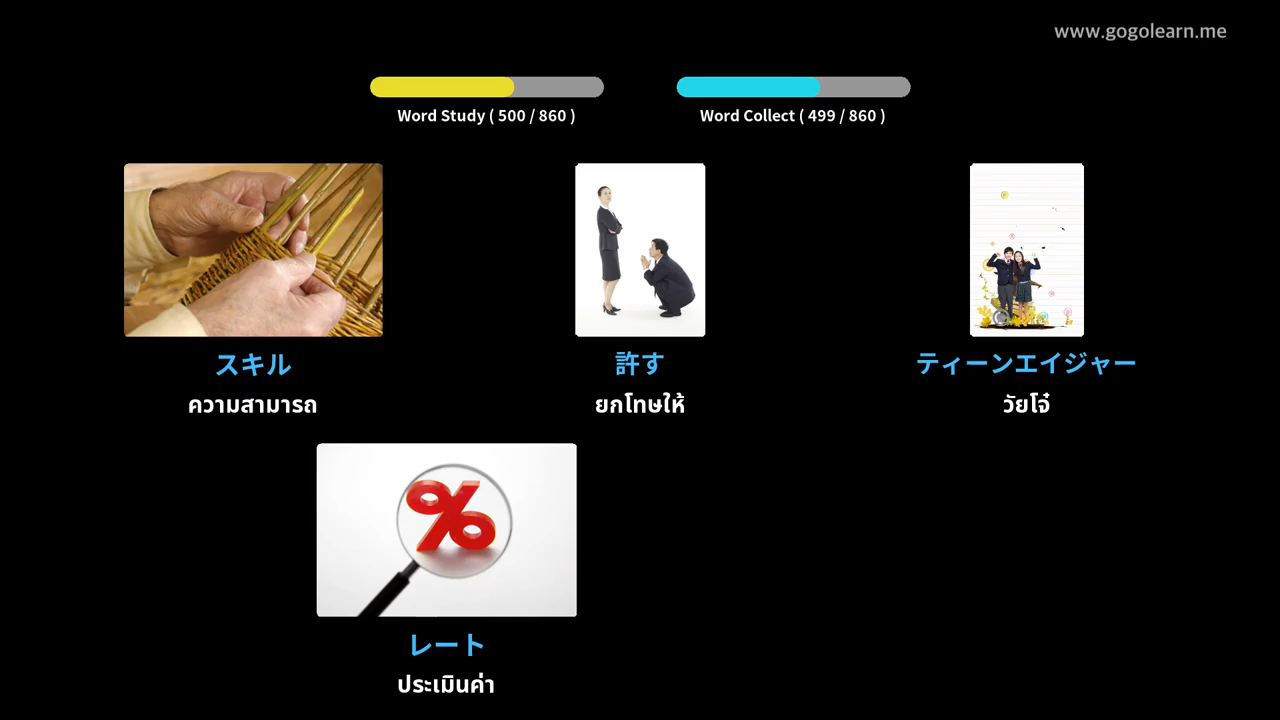 www.gogolearn.me
Word Study ( 500 / 860 )
Word Collect ( 499 / 860 )
スキル
ความสามารถ
許す
ยกโทษให้
ティーンエイジャー
วัยโจ๋
レート
ประเมินค่า